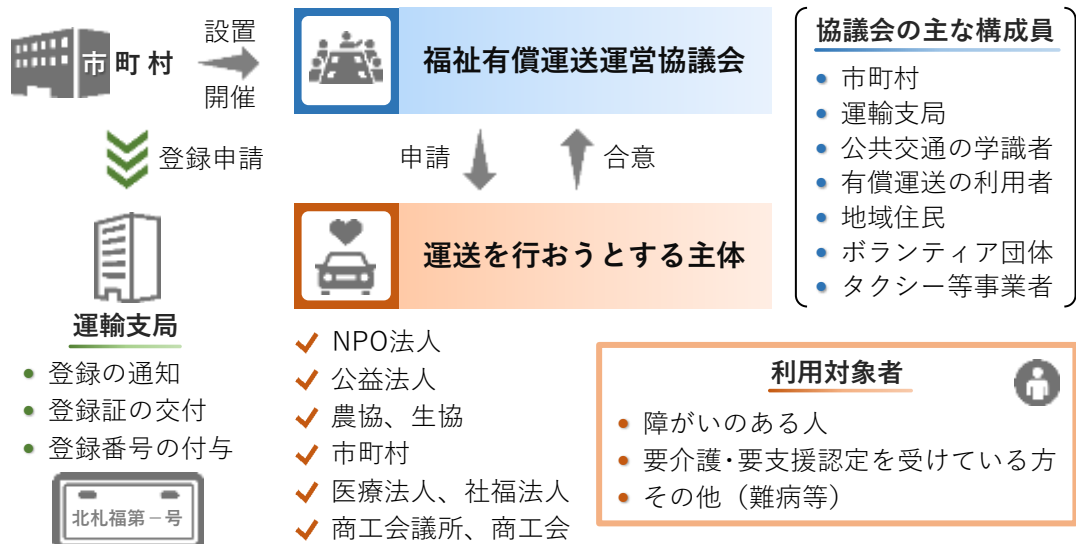 市町村
設置
開催
福祉有償運送運営協議会
協議会の主な構成員
市町村
運輸支局
公共交通の学識者
有償運送の利用者
地域住民
ボランティア団体
タクシー等事業者
登録申請
申請
合意
運送を行おうとする主体
運輸支局
登録の通知
登録証の交付
登録番号の付与
北札福第－号
NPO法人
公益法人
農協、生協
市町村
医療法人、社福法人
商工会議所、商工会
利用対象者
障がいのある人
要介護･要支援認定を受けている方
その他（難病等）